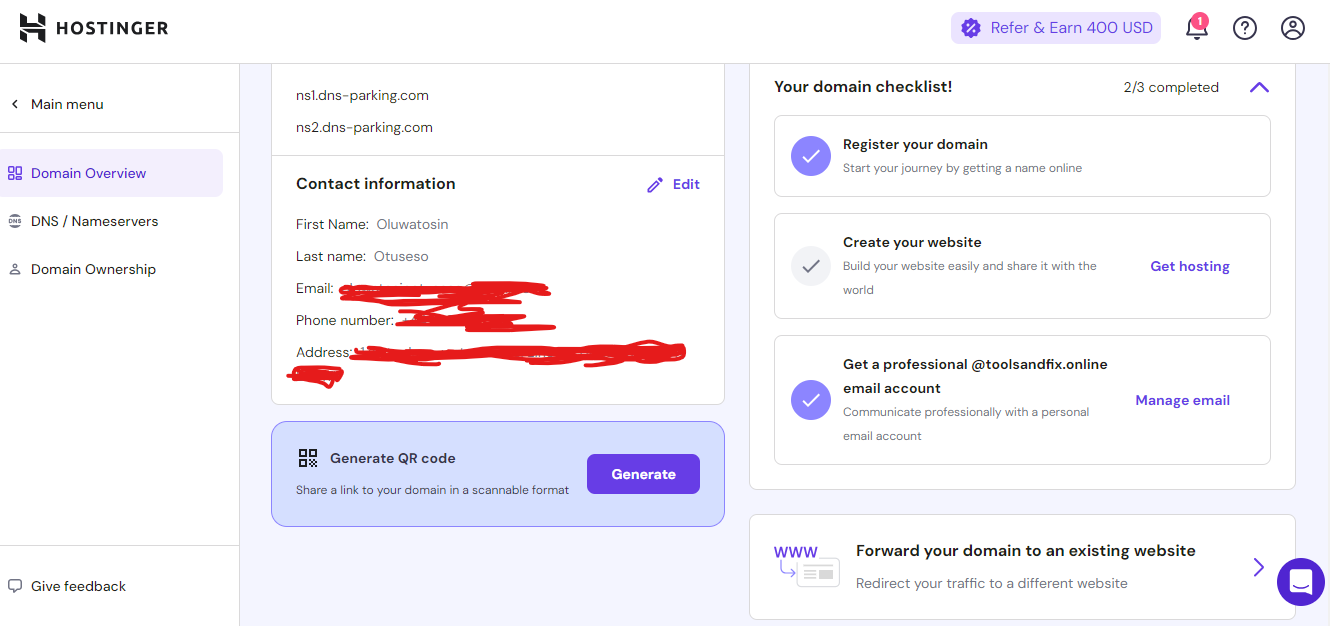 HOSTINGER
Refer & Earn 400 USD
1
?
Main menu
Domain Overview
DNS
DNS / Nameservers
Domain Ownership
Give feedback
ns1.dns-parking.com
ns2.dns-parking.com
Contact information
Edit
First Name: Oluwatosin
Last name: Otuseso
Email:
Phone number:
Address:
Generate QR code
Share a link to your domain in a scannable format
Generate
Your domain checklist!
2/3 completed
Register your domain
Start your journey by getting a name online
Create your website
Build your website easily and share it with the
world
Get hosting
Get a professional @toolsandfix.online
email account
Communicate professionally with a personal
email account
Manage email
WWW
Forward your domain to an existing website
Redirect your traffic to a different website